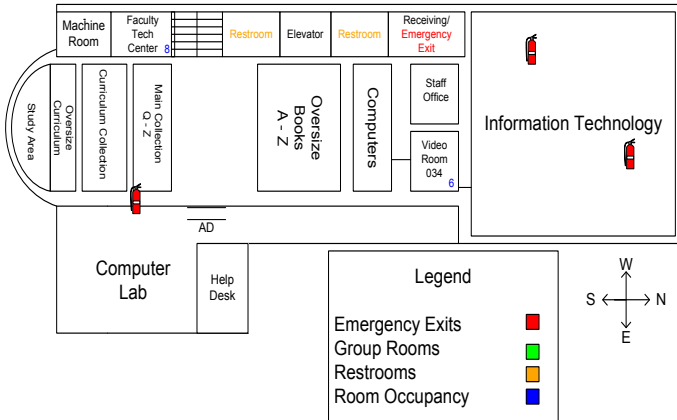 Machine
Room
Faculty
Tech
Center 8
Restroom
Elevator
Restroom
Receiving/
Emergency
Exit
Study Area
Oversize
Curriculum
Curriculum Collection
Main Collection
Q - Z
Oversize
Books
A - Z
Computers
Staff
Office
Video
Room
034
6
Information Technology
AD
Computer
Lab
Help
Desk
Legend
Emergency Exits
Group Rooms
Restrooms
Room Occupancy
W
S
N
E